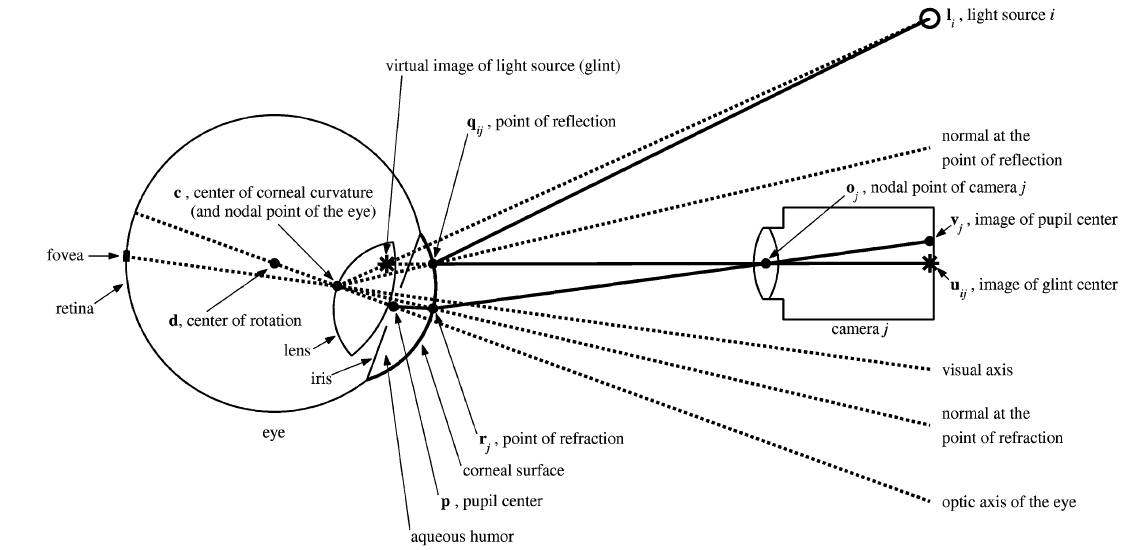 l_i , light source i
virtual image of light source (glint)
q_ij , point of reflection
normal at the
point of reflection
c , center of corneal curvature
(and nodal point of the eye)
o_j , nodal point of camera j
v_j , image of pupil center
fovea
u_ij , image of glint center
retina
d, center of rotation
camera j
lens
visual axis
iris
normal at the
point of refraction
eye
r_j , point of refraction
corneal surface
p , pupil center
optic axis of the eye
aqueous humor